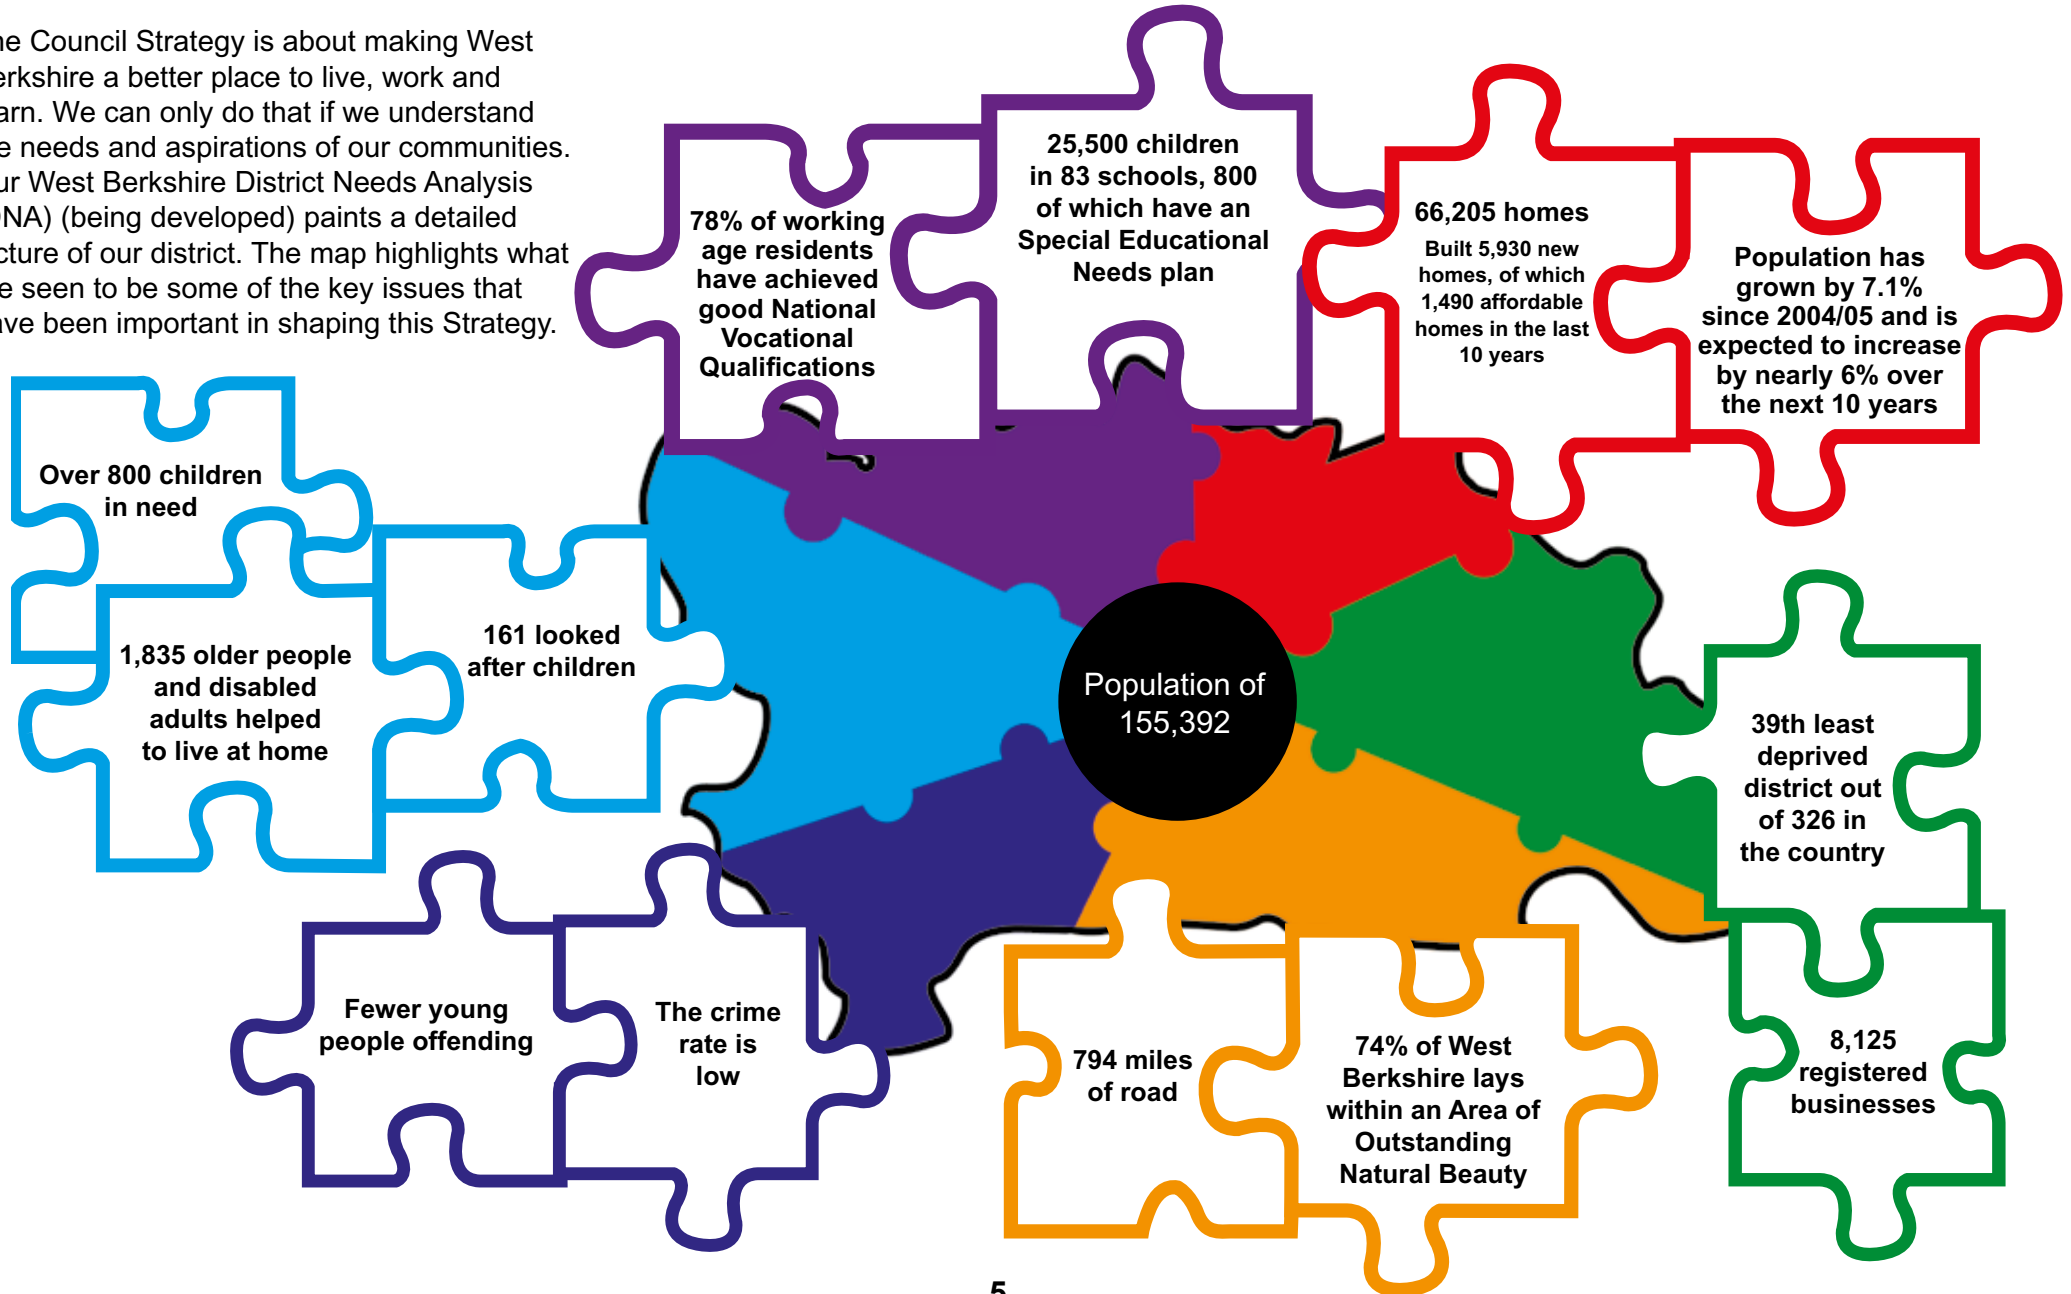 he Council Strategy is about making West
erkshire a better place to live, work and
arn. We can only do that if we understand
e needs and aspirations of our communities.
ur West Berkshire District Needs Analysis
NA) (being developed) paints a detailed
cture of our district. The map highlights what
e seen to be some of the key issues that
ave been important in shaping this Strategy.
78% of working
age residents
have achieved
good National
Vocational
Qualifications
25,500 children
in 83 schools, 800
of which have an
Special Educational
Needs plan
66,205 homes
Built 5,930 new
homes, of which
1,490 affordable
homes in the last
10 years
Population has
grown by 7.1%
since 2004/05 and is
expected to increase
by nearly 6% over
the next 10 years
Over 800 children
in need
1,835 older people
and disabled
adults helped
to live at home
161 looked
after children
Population of
155,392
39th least
deprived
district out
of 326 in
the country
8,125
registered
businesses
Fewer young
people offending
The crime
rate is
low
794 miles
of road
74% of West
Berkshire lays
within an Area of
Outstanding
Natural Beauty
5